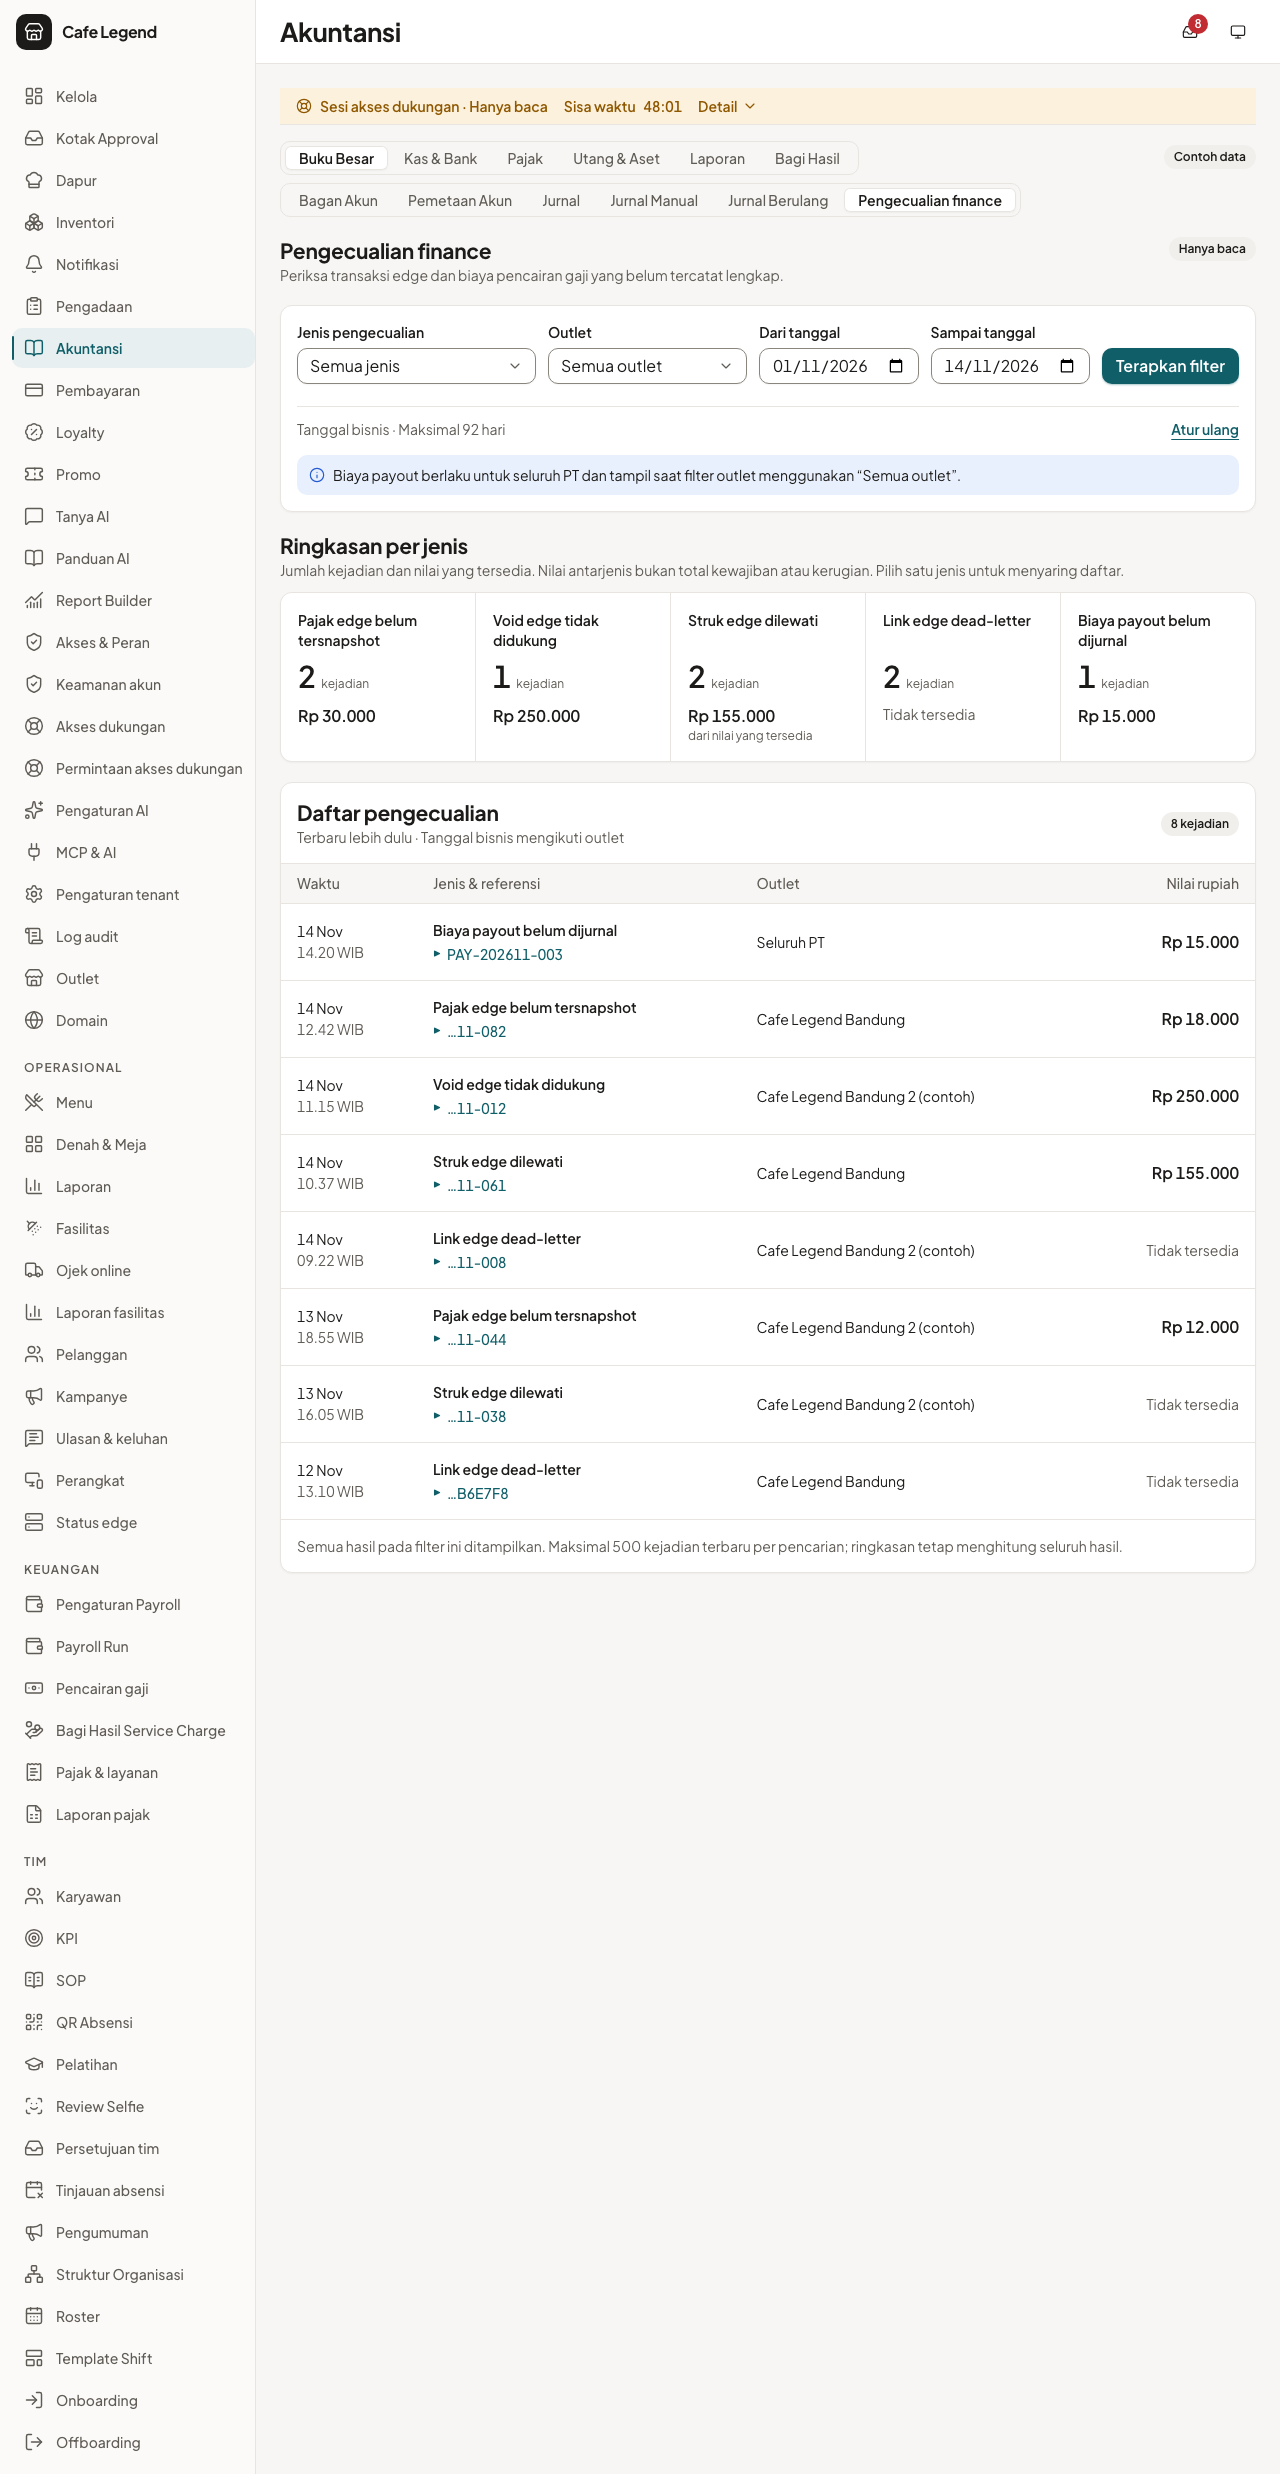 Cafe Legend
Kelola
Kotak Approval
Dapur
Inventori
Notifikasi
Pengadaan
Akuntansi
Pembayaran
Loyalty
Promo
Tanya AI
Panduan AI
Report Builder
Akses & Peran
Keamanan akun
Akses dukungan
Permintaan akses dukungan
Pengaturan AI
MCP & AI
Pengaturan tenant
Log audit
Outlet
Domain
OPERASIONAL
Menu
Denah & Meja
Laporan
Fasilitas
Ojek online
Laporan fasilitas
Pelanggan
Kampanye
Ulasan & keluhan
Perangkat
Status edge
KEUANGAN
Pengaturan Payroll
Payroll Run
Pencairan gaji
Bagi Hasil Service Charge
Pajak & layanan
Laporan pajak
TIM
Karyawan
KPI
SOP
QR Absensi
Pelatihan
Review Selfie
Persetujuan tim
Tinjauan absensi
Pengumuman
Struktur Organisasi
Roster
Template Shift
Onboarding
Offboarding
Akuntansi
8
Sesi akses dukungan · Hanya baca Sisa waktu 48:01 Detail
Buku Besar Kas & Bank Pajak Utang & Aset Laporan Bagi Hasil
Contoh data
Bagan Akun Pemetaan Akun Jurnal Jurnal Manual Jurnal Berulang Pengecualian finance
Pengecualian finance
Hanya baca
Periksa transaksi edge dan biaya pencairan gaji yang belum tercatat lengkap.
Jenis pengecualian Outlet Dari tanggal Sampai tanggal
Semua jenis Semua outlet 01/11/2026 14/11/2026 Terapkan filter
Tanggal bisnis · Maksimal 92 hari Atur ulang
Biaya payout berlaku untuk seluruh PT dan tampil saat filter outlet menggunakan “Semua outlet”.
Ringkasan per jenis
Jumlah kejadian dan nilai yang tersedia. Nilai antarjenis bukan total kewajiban atau kerugian. Pilih satu jenis untuk menyaring daftar.
Pajak edge belum
tersnapshot
2 kejadian
Rp 30.000
Void edge tidak
didukung
1 kejadian
Rp 250.000
Struk edge dilewati
2 kejadian
Rp 155.000
dari nilai yang tersedia
Link edge dead-letter
2 kejadian
Tidak tersedia
Biaya payout belum
dijurnal
1 kejadian
Rp 15.000
Daftar pengecualian
Terbaru lebih dulu · Tanggal bisnis mengikuti outlet
8 kejadian
Waktu Jenis & referensi Outlet Nilai rupiah
14 Nov
14.20 WIB
Biaya payout belum dijurnal
PAY-202611-003
Seluruh PT
Rp 15.000
14 Nov
12.42 WIB
Pajak edge belum tersnapshot
…11-082
Cafe Legend Bandung
Rp 18.000
14 Nov
11.15 WIB
Void edge tidak didukung
…11-012
Cafe Legend Bandung 2 (contoh)
Rp 250.000
14 Nov
10.37 WIB
Struk edge dilewati
…11-061
Cafe Legend Bandung
Rp 155.000
14 Nov
09.22 WIB
Link edge dead-letter
…11-008
Cafe Legend Bandung 2 (contoh)
Tidak tersedia
13 Nov
18.55 WIB
Pajak edge belum tersnapshot
…11-044
Cafe Legend Bandung 2 (contoh)
Rp 12.000
13 Nov
16.05 WIB
Struk edge dilewati
…11-038
Cafe Legend Bandung 2 (contoh)
Tidak tersedia
12 Nov
13.10 WIB
Link edge dead-letter
…B6E7F8
Cafe Legend Bandung
Tidak tersedia
Semua hasil pada filter ini ditampilkan. Maksimal 500 kejadian terbaru per pencarian; ringkasan tetap menghitung seluruh hasil.